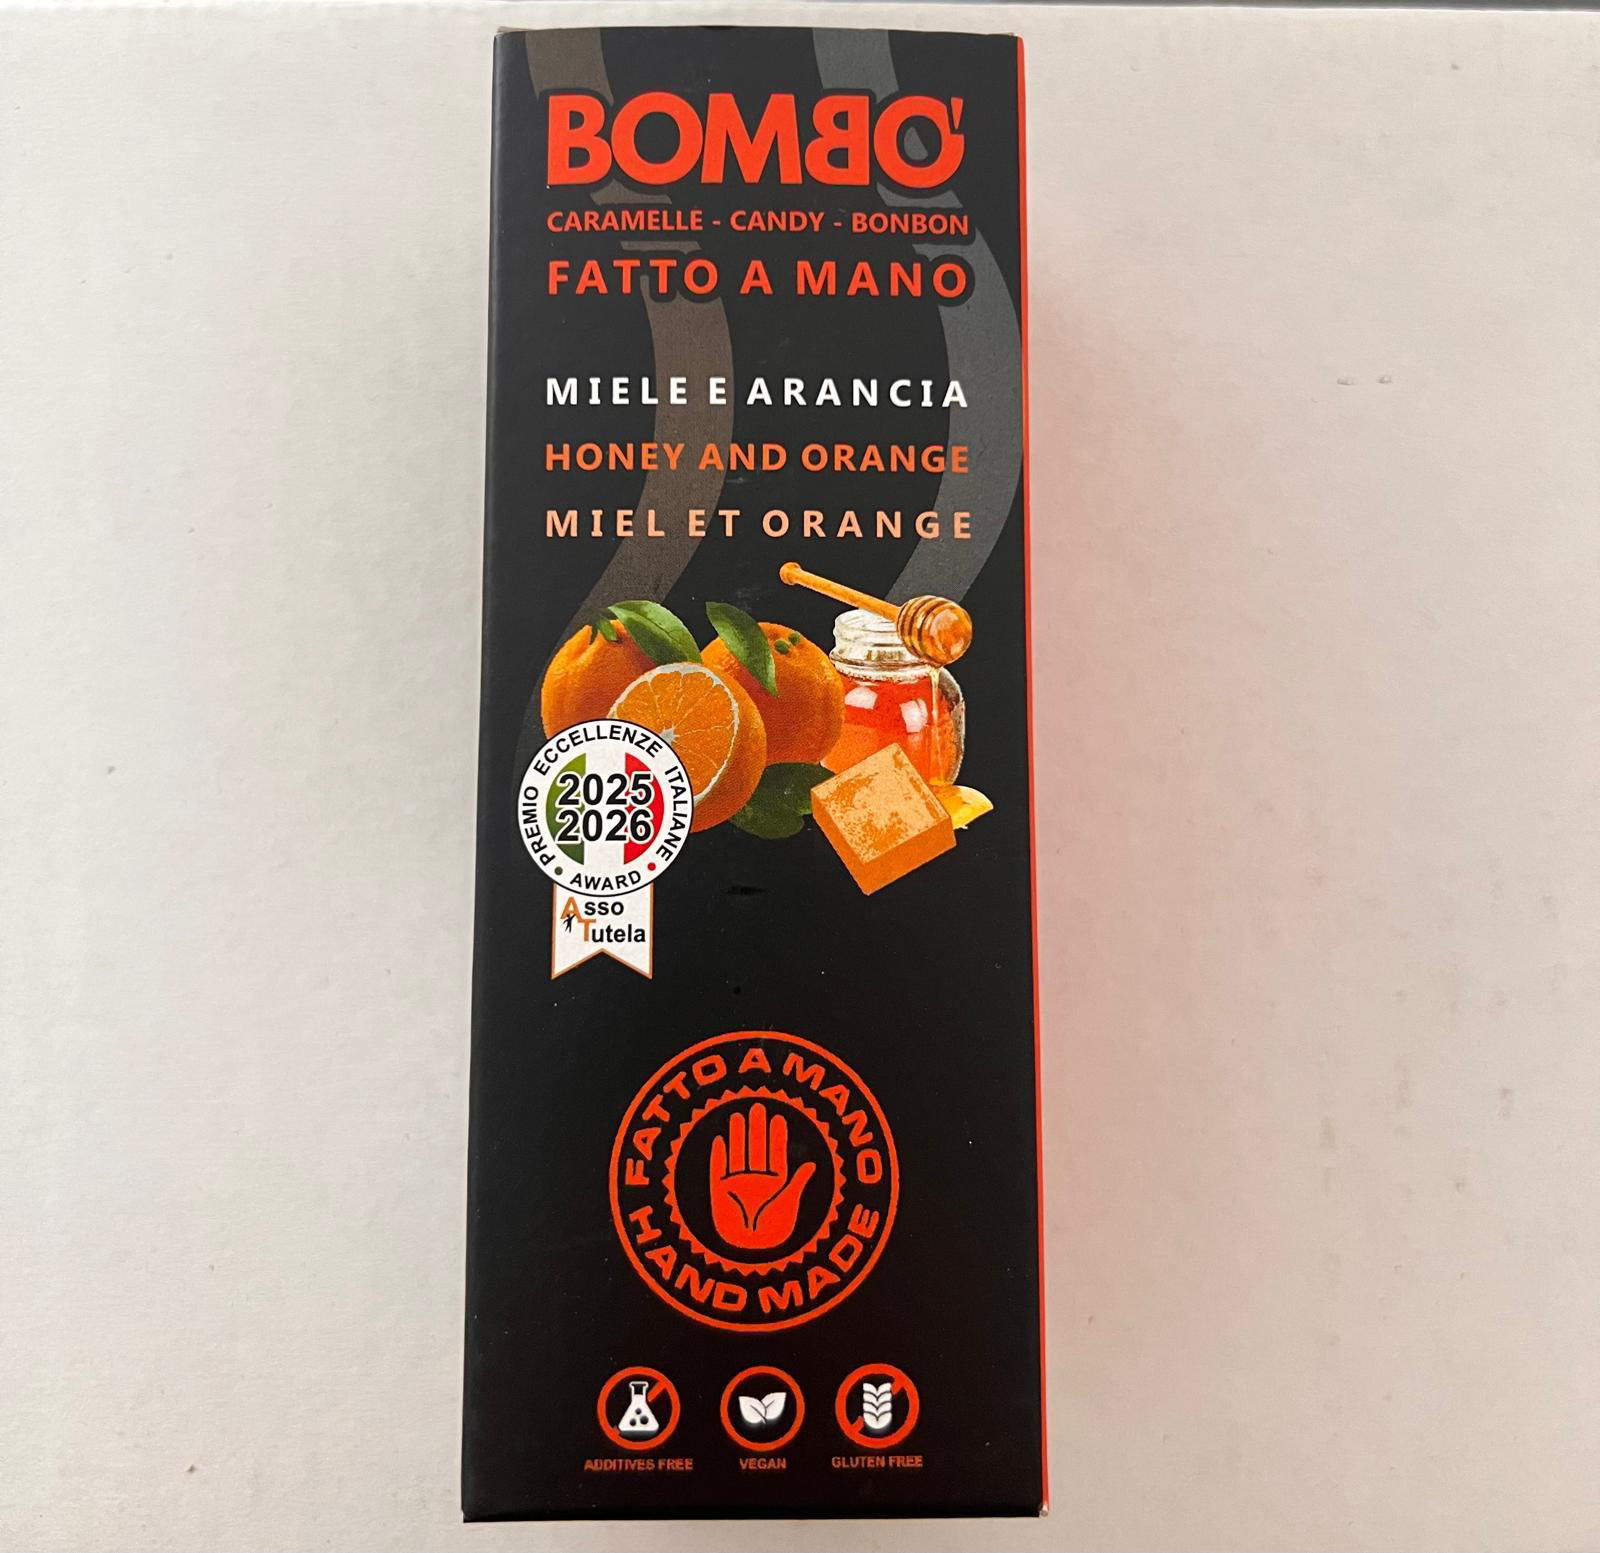 BOMBO'
CARAMELLE - CANDY - BONBON
FATTO A MANO
MIELE E ARANCIA
HONEY AND ORANGE
MIEL ET ORANGE
PREMIO ECCELLENZE ITALIANE
2025
2026
AWARD
Asso
Tutela
FATTO A MANO
HAND MADE
ADDITIVES FREE
VEGAN
GLUTEN FREE